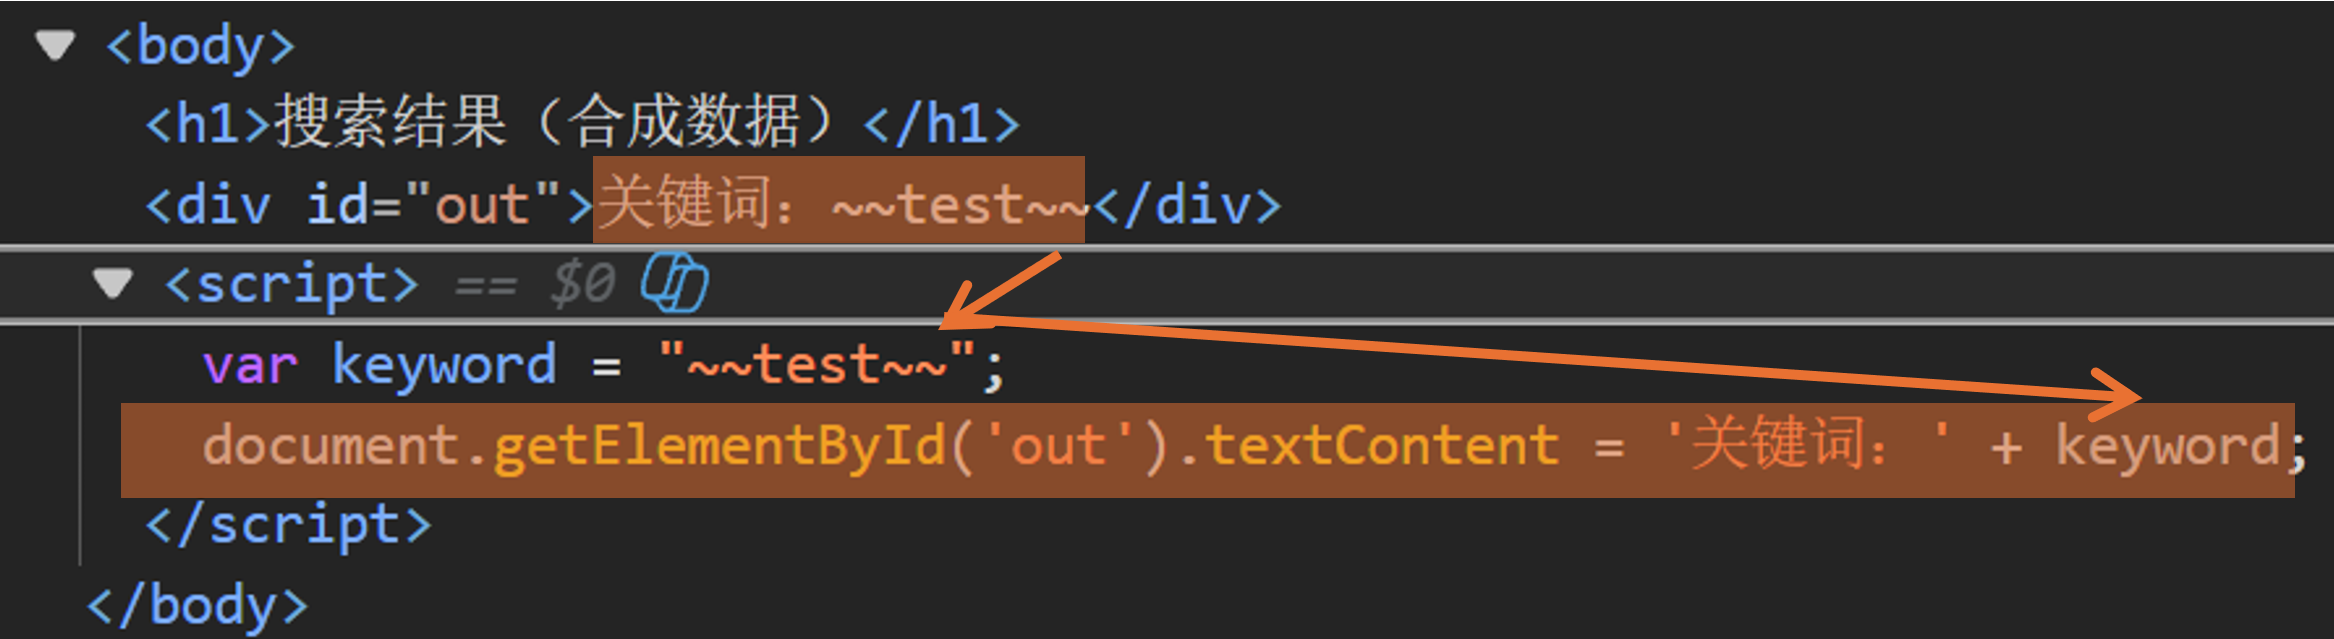 <body>
<h1>搜索结果（合成数据）</h1>
<div id="out">关键词：~~test~~</div>
<script> == $0
var keyword = "~~test~~";
document.getElementById('out').textContent = '关键词：' + keyword;
</script>
</body>